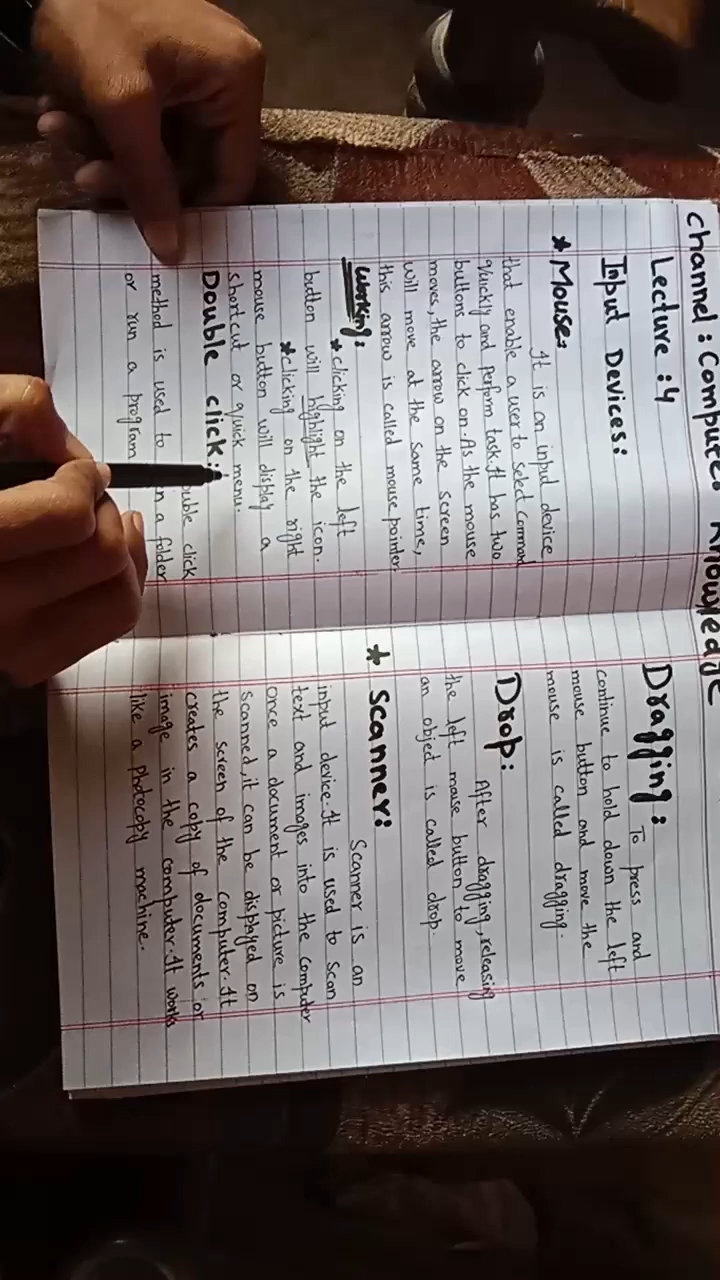 Channel : Computer Knowledge
Lecture : 4
Input Devices:
* Mouse:
It is an input device
that enable a user to select Command
quickly and perform task. It has two
buttons to click on. As the mouse
moves, the arrow on the screen
will move at the same time,
this arrow is called mouse pointer.
Working:
* clicking on the left
button will highlight the icon.
* clicking on the right
mouse button will display a
shortcut or quick menu.
Double click:
click
method is used to a folder
or run a program
Dragging:
To press and
continue to hold down the left
mouse button and move the
mouse is called dragging.
Drop:
After dragging, releasing
the left mouse button to move
an object is called drop.
* Scanner:
Scanner is an
input device. It is used to scan
text and images into the computer
once a document or picture is
scanned, it can be displayed on
the screen of the computer. It
creates a copy of documents or
image in the computer. It works
like a photocopy machine.